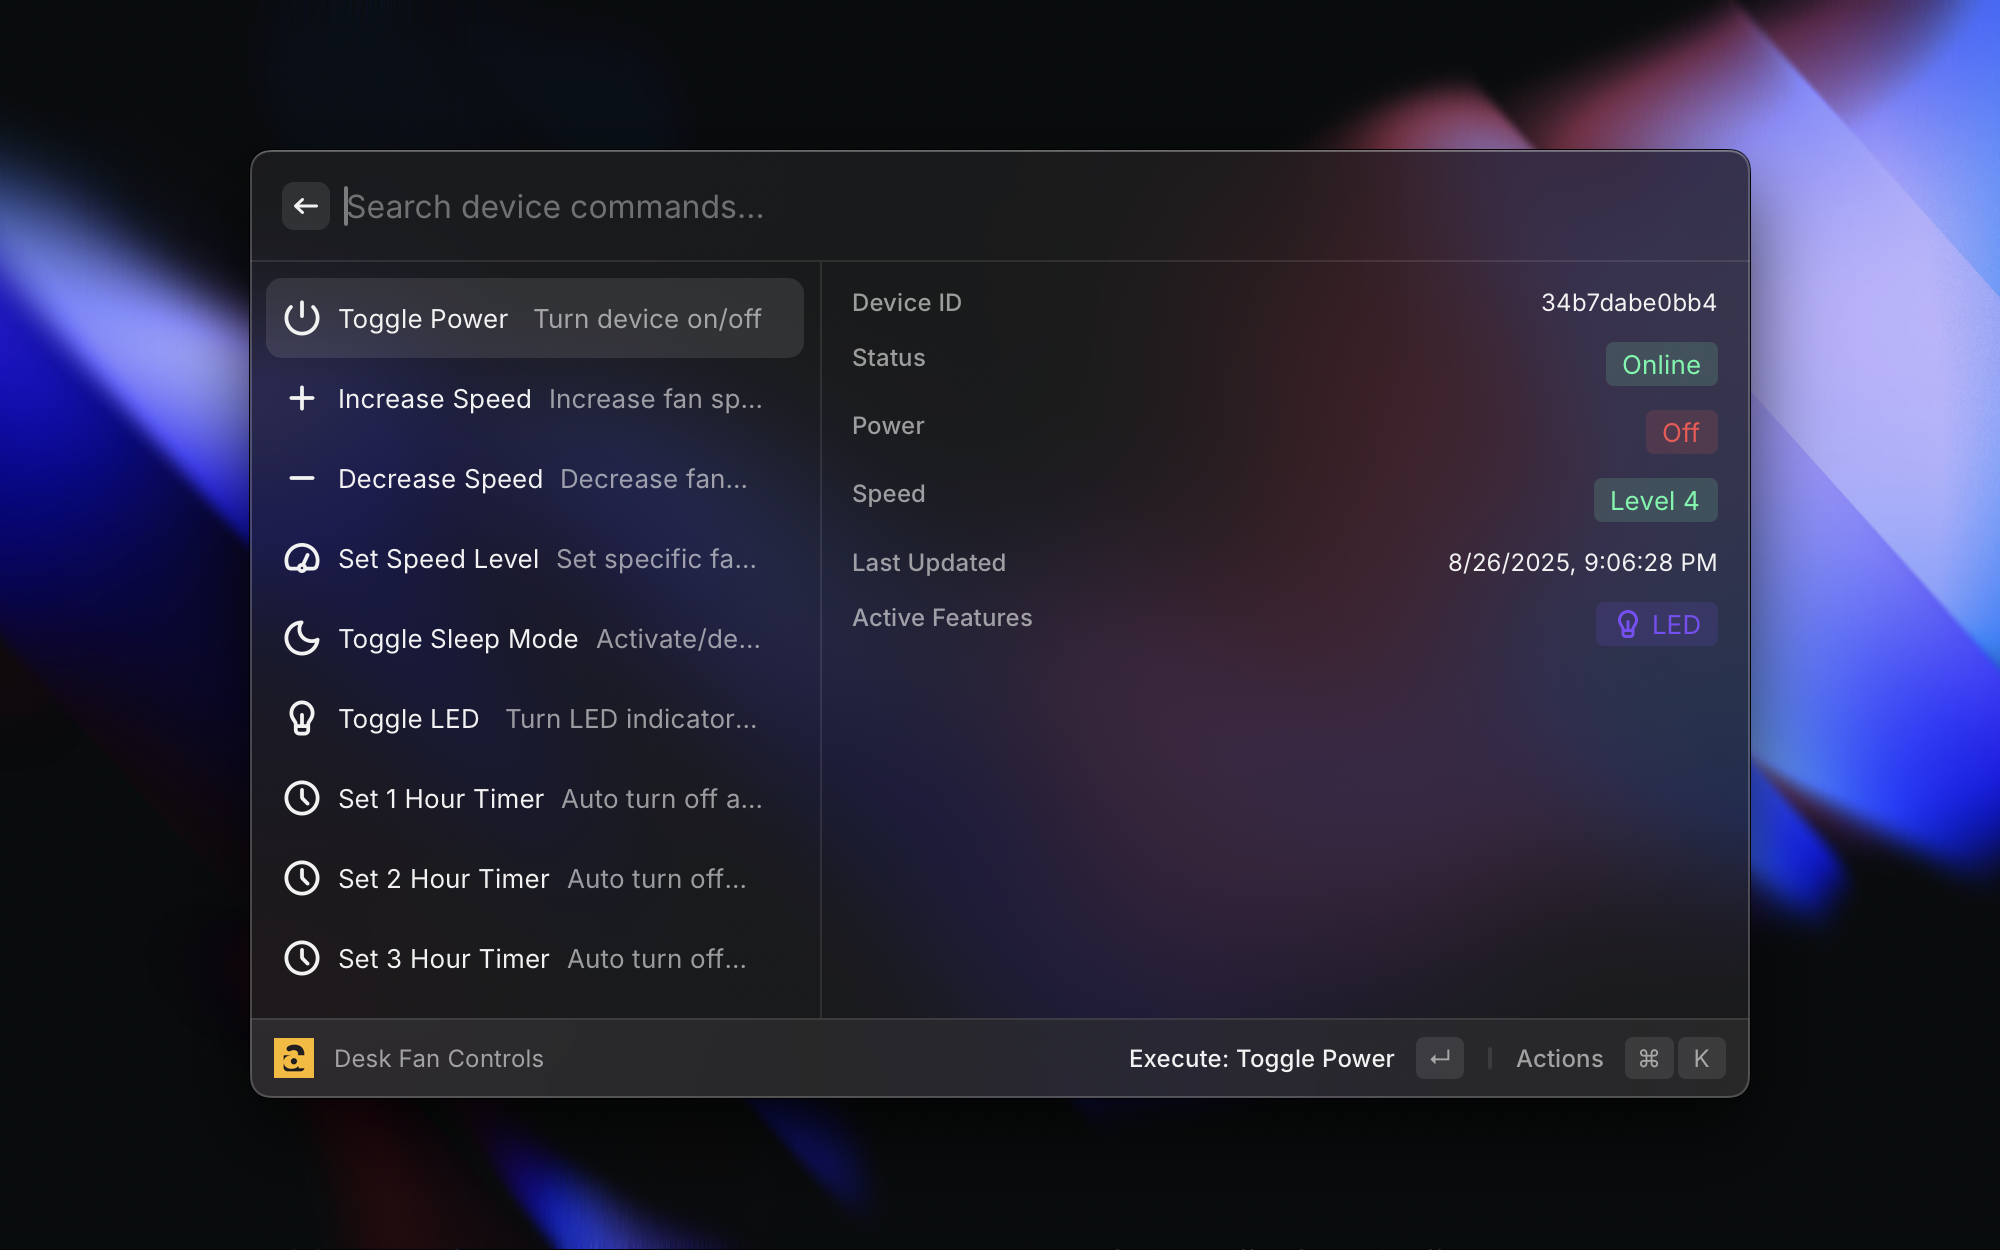 Search device commands...
Toggle Power Turn device on/off
Increase Speed Increase fan sp...
Decrease Speed Decrease fan...
Set Speed Level Set specific fa...
Toggle Sleep Mode Activate/de...
Toggle LED Turn LED indicator...
Set 1 Hour Timer Auto turn off a...
Set 2 Hour Timer Auto turn off...
Set 3 Hour Timer Auto turn off...
Device ID 34b7dabe0bb4
Status Online
Power Off
Speed Level 4
Last Updated 8/26/2025, 9:06:28 PM
Active Features LED
Desk Fan Controls
Execute: Toggle Power ↵ Actions ⌘ K